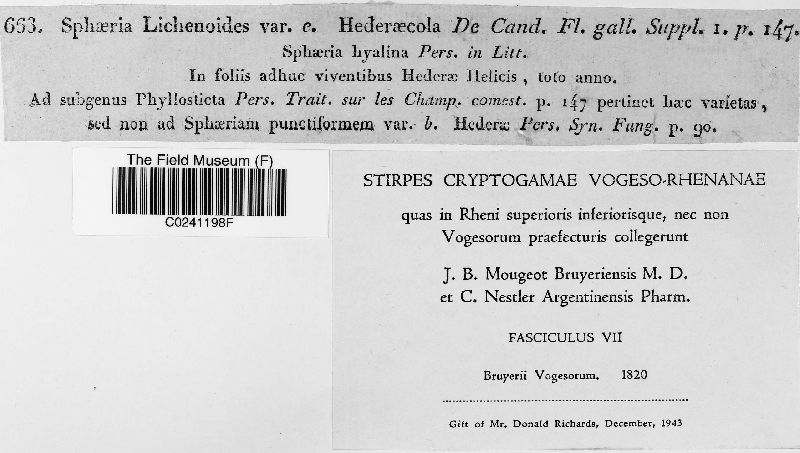 663. Sphæria Lichenoides var. c. Hederæcola De Cand. Fl. gall. Suppl. 1. p. 147.
Sphæria hyalina Pers. in Litt.
In foliis adhuc viventibus Hederæ Helicis, toto anno.
Ad subgenus Phyllosticta Pers. Trait. sur les Champ. comest. p. 147 pertinet hæc varietas,
sed non ad Sphæriam punctiformem var. b. Hederæ Pers. Syn. Fung. p. 90.
The Field Museum (F)
C0241198F
STIRPES CRYPTOGAMAE VOGESO-RHENANAE
quas in Rheni superioris inferiorisque, nec non
Vogesorum praefecturis collegerunt
J. B. Mougeot Bruyeriensis M. D.
et C. Nestler Argentinensis Pharm.
FASCICULUS VII
Bruyerii Vogesorum. 1820
Gift of Mr. Donald Richards, December, 1943